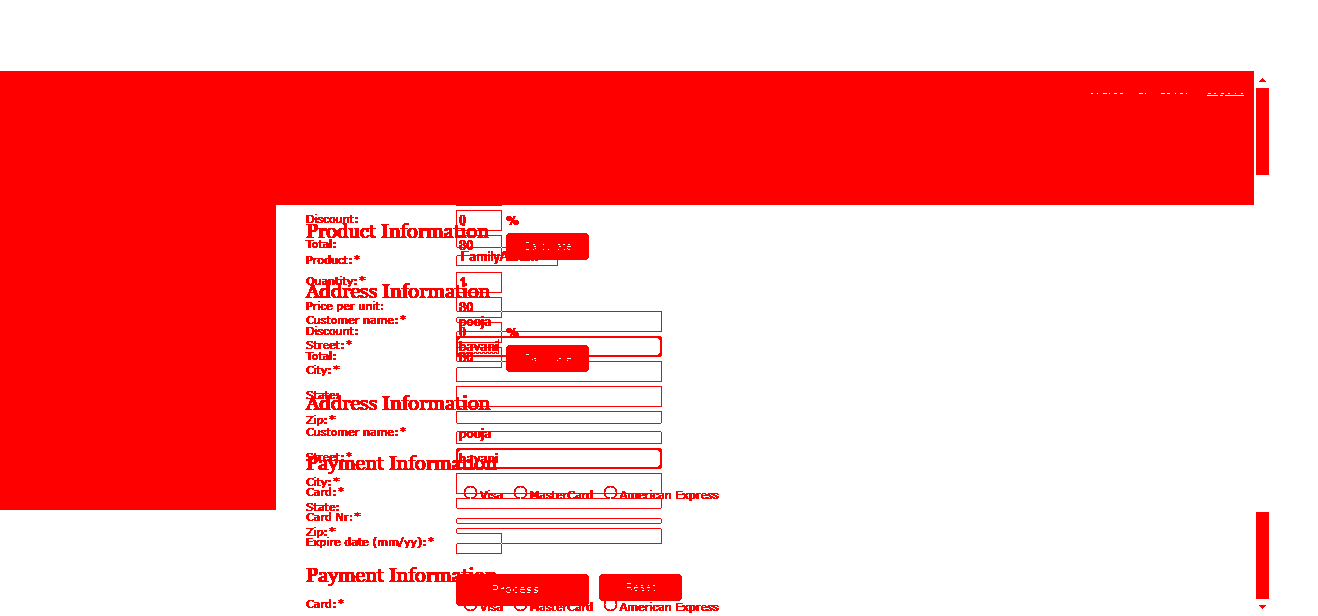 Discount: 0 %
Product Information
Total: 80
Product:*
Quantity:* 1
Address Information
Price per unit: 80
Customer name:* pooja
Discount: 0 %
Street:* bavani
Total: 80
City:*
State:
Address Information
Zip:*
Customer name:* pooja
Street:* bavani
Payment Information
City:*
Card:* Visa MasterCard American Express
State:
Card Nr:*
Zip:*
Expire date (mm/yy):*
Payment Information
Process Reset
Card:* Visa MasterCard American Express